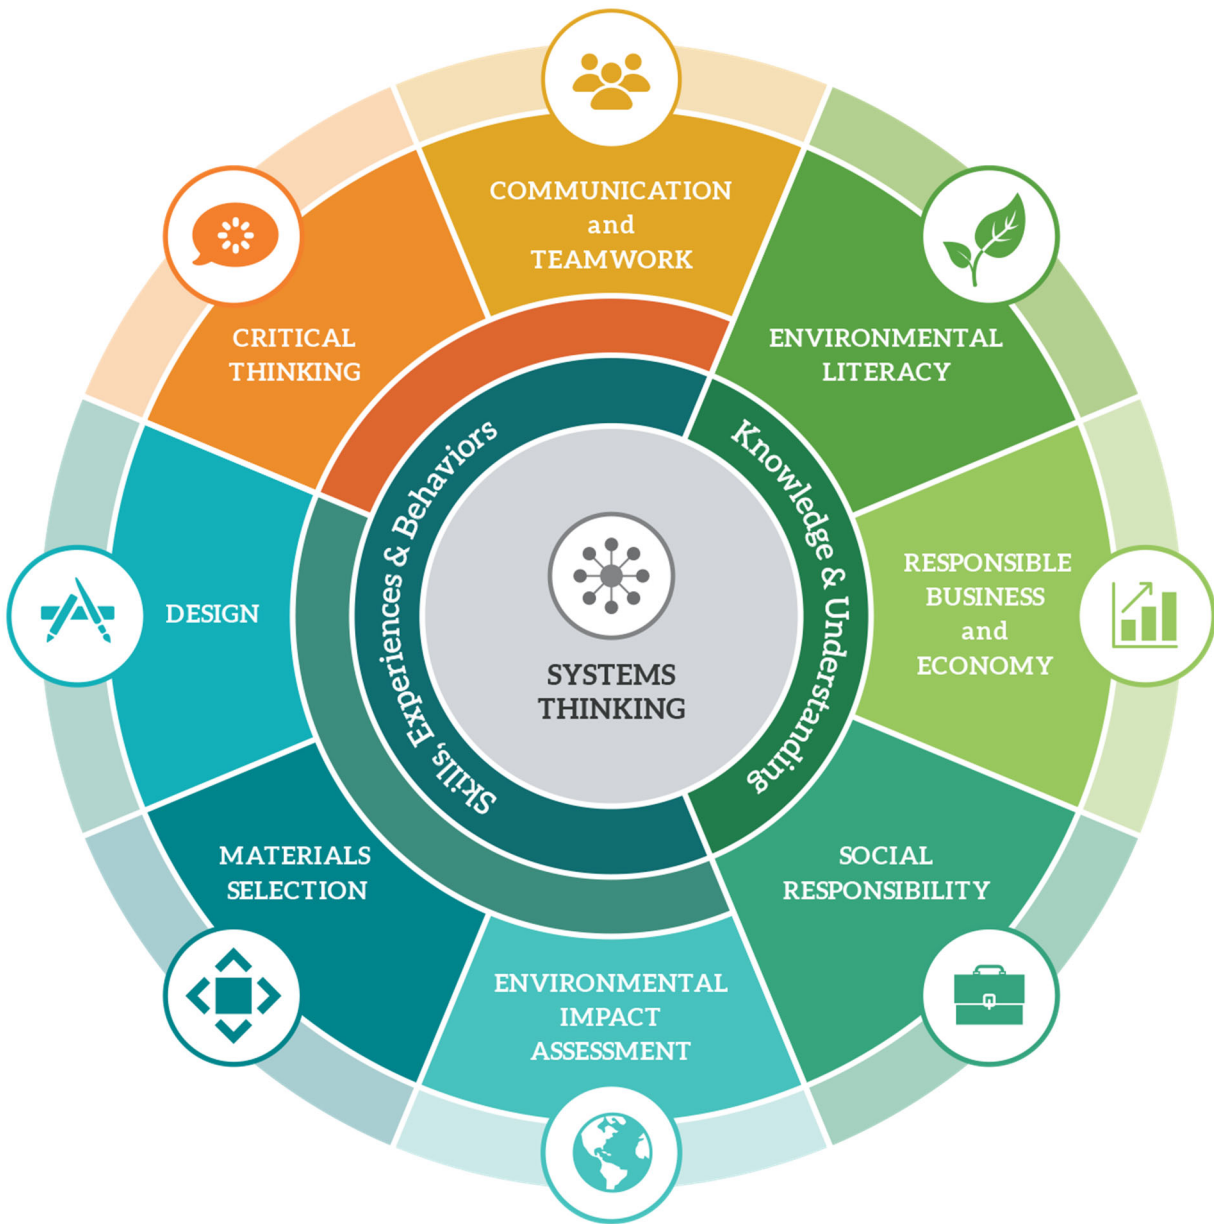 COMMUNICATION
and
TEAMWORK
ENVIRONMENTAL
LITERACY
RESPONSIBLE
BUSINESS
and
ECONOMY
SOCIAL
RESPONSIBILITY
ENVIRONMENTAL
IMPACT
ASSESSMENT
MATERIALS
SELECTION
DESIGN
CRITICAL
THINKING
Skills, Experiences & Behaviors
Knowledge & Understanding
SYSTEMS
THINKING